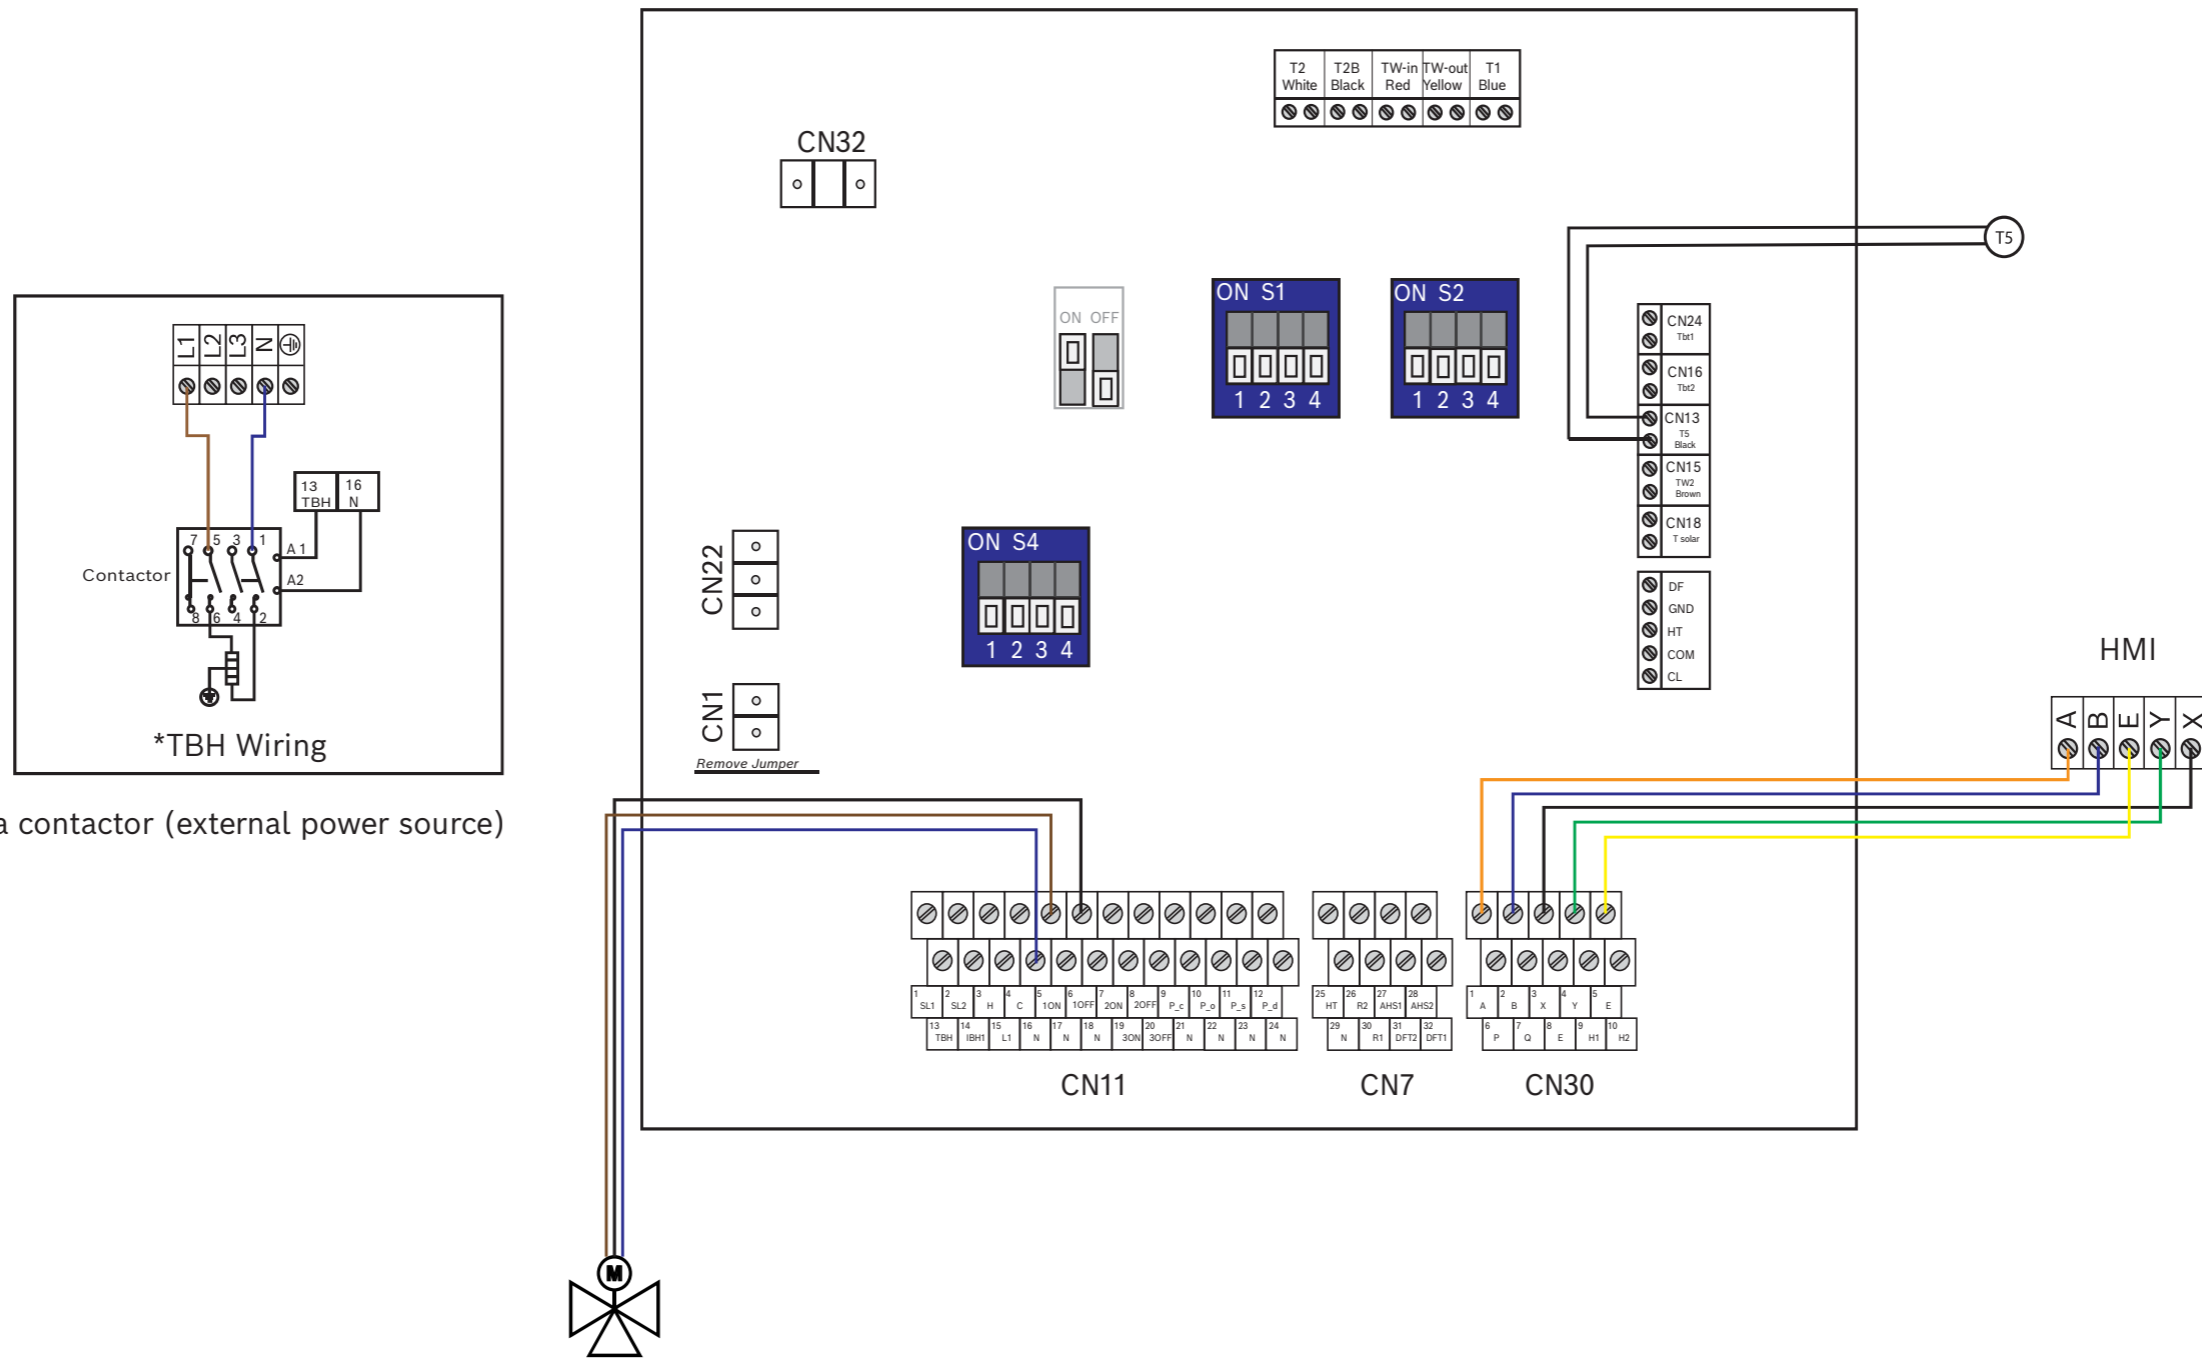 T2 T2B TW-in TW-out T1
White Black Red Yellow Blue
CN32
T5
ON OFF
ON S1
1 2 3 4
ON S2
1 2 3 4
CN24
Tbt1
CN16
Tbt2
CN13
T5
Black
CN15
TW2
Brown
CN18
T solar
L1 L2 L3 N
13 16
TBH N
7 5 3 1
A1
A2
Contactor
8 6 4 2
*TBH Wiring
a contactor (external power source)
CN22
ON S4
1 2 3 4
CN1
Remove Jumper
DF
GND
HT
COM
CL
HMI
A B E Y X
1 2 3 4 5 6 7 8 9 10 11 12
SL1 SL2 H C 1ON 1OFF 2ON 2OFF P_c P_o P_s P_d
13 14 15 16 17 18 19 20 21 22 23 24
TBH IBH1 L1 N N N 3ON 3OFF N N N N
CN11
25 26 27 28
HT R2 AHS1 AHS2
29 30 31 32
N R1 DFT2 DFT1
CN7
1 2 3 4 5
A B X Y E
6 7 8 9 10
P Q E H1 H2
CN30
M